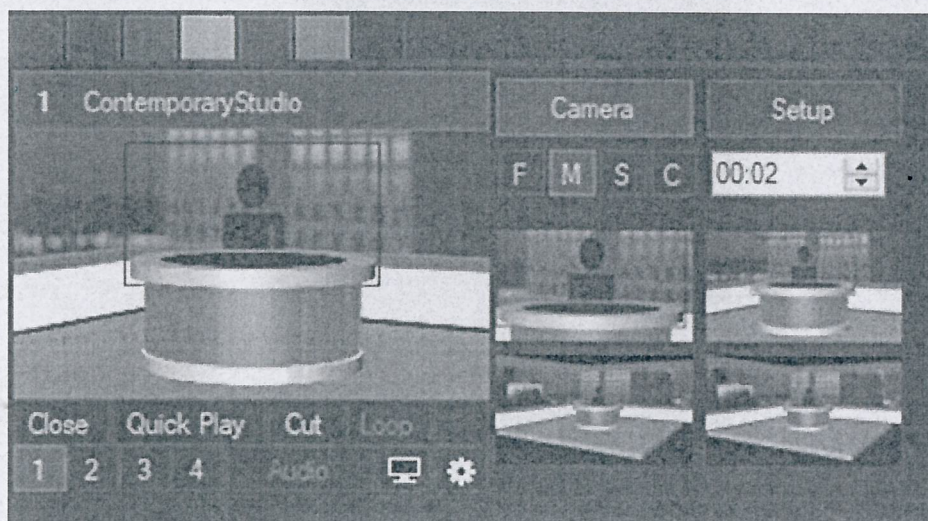 1 ContemporaryStudio
Camera
Setup
F M S C
00:02
Close Quick Play Cut Loop
1 2 3 4 Audio